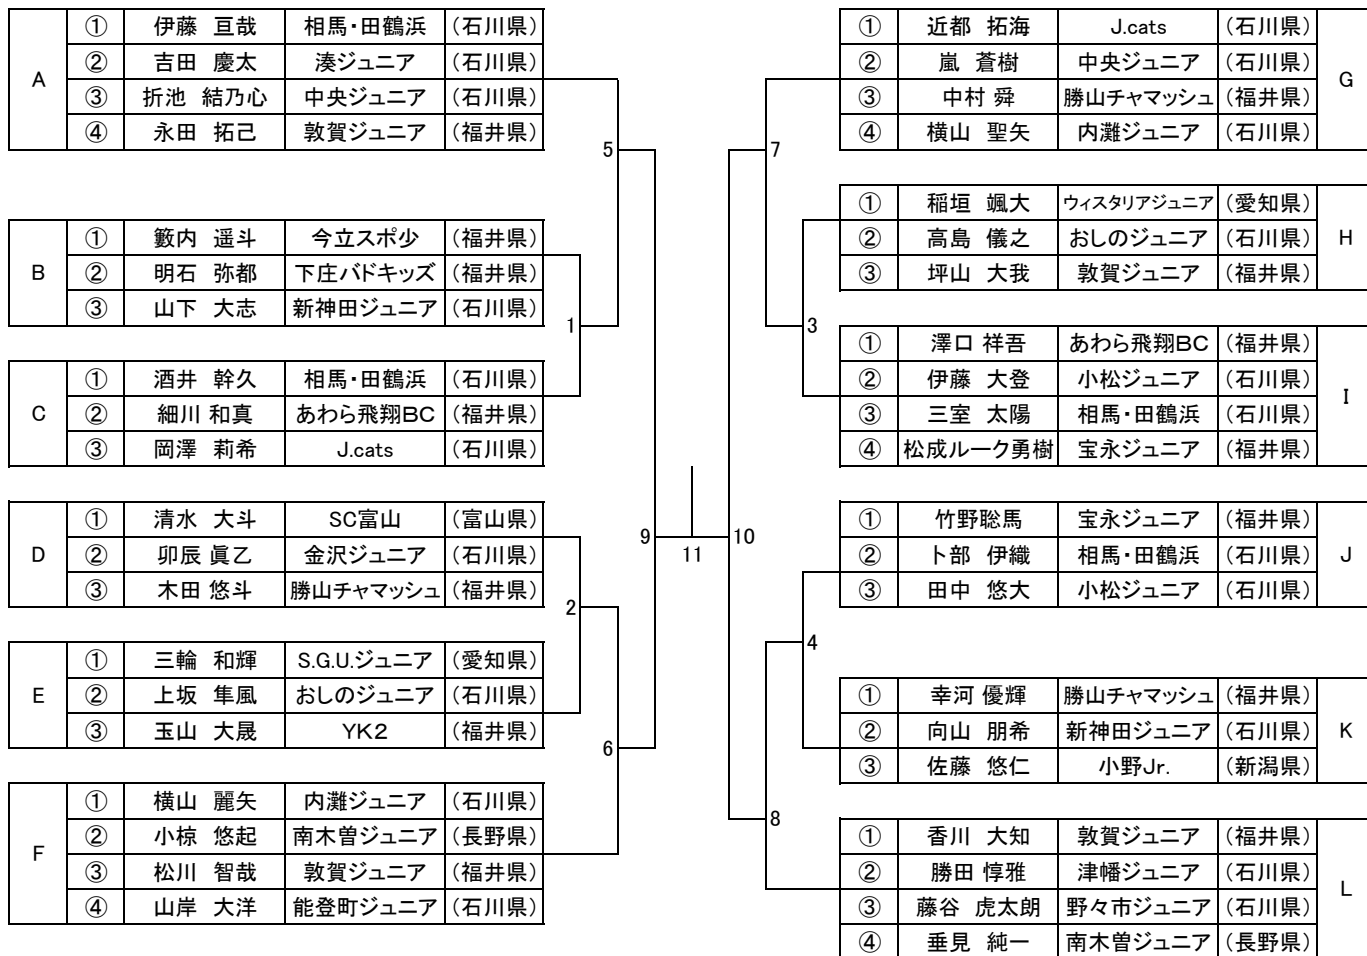 A
① 伊藤 亘哉 相馬・田鶴浜 (石川県)
② 吉田 慶太 湊ジュニア (石川県)
③ 折池 結乃心 中央ジュニア (石川県)
④ 永田 拓己 敦賀ジュニア (福井県)
B
① 籔内 遥斗 今立スポ少 (福井県)
② 明石 弥都 下庄バドキッズ (福井県)
③ 山下 大志 新神田ジュニア (石川県)
C
① 酒井 幹久 相馬・田鶴浜 (石川県)
② 細川 和真 あわら飛翔BC (福井県)
③ 岡澤 莉希 J.cats (石川県)
D
① 清水 大斗 SC富山 (富山県)
② 卯辰 眞乙 金沢ジュニア (石川県)
③ 木田 悠斗 勝山チャマッシュ (福井県)
E
① 三輪 和輝 S.G.U.ジュニア (愛知県)
② 上坂 隼風 おしのジュニア (石川県)
③ 玉山 大晟 YK2 (福井県)
F
① 横山 麗矢 内灘ジュニア (石川県)
② 小椋 悠起 南木曽ジュニア (長野県)
③ 松川 智哉 敦賀ジュニア (福井県)
④ 山岸 大洋 能登町ジュニア (石川県)
5
1
2
6
9
11
10
7
3
4
8
① 近都 拓海 J.cats (石川県)
② 嵐 蒼樹 中央ジュニア (石川県)
③ 中村 舜 勝山チャマッシュ (福井県)
④ 横山 聖矢 内灘ジュニア (石川県)
G
① 稲垣 颯大 ウィスタリアジュニア (愛知県)
② 高島 儀之 おしのジュニア (石川県)
③ 坪山 大我 敦賀ジュニア (福井県)
H
① 澤口 祥吾 あわら飛翔BC (福井県)
② 伊藤 大登 小松ジュニア (石川県)
③ 三室 太陽 相馬・田鶴浜 (石川県)
④ 松成ルーク勇樹 宝永ジュニア (福井県)
I
① 竹野聡馬 宝永ジュニア (福井県)
② 卜部 伊織 相馬・田鶴浜 (石川県)
③ 田中 悠大 小松ジュニア (石川県)
J
① 幸河 優輝 勝山チャマッシュ (福井県)
② 向山 朋希 新神田ジュニア (石川県)
③ 佐藤 悠仁 小野Jr. (新潟県)
K
① 香川 大知 敦賀ジュニア (福井県)
② 勝田 惇雅 津幡ジュニア (石川県)
③ 藤谷 虎太朗 野々市ジュニア (石川県)
④ 垂見 純一 南木曽ジュニア (長野県)
L